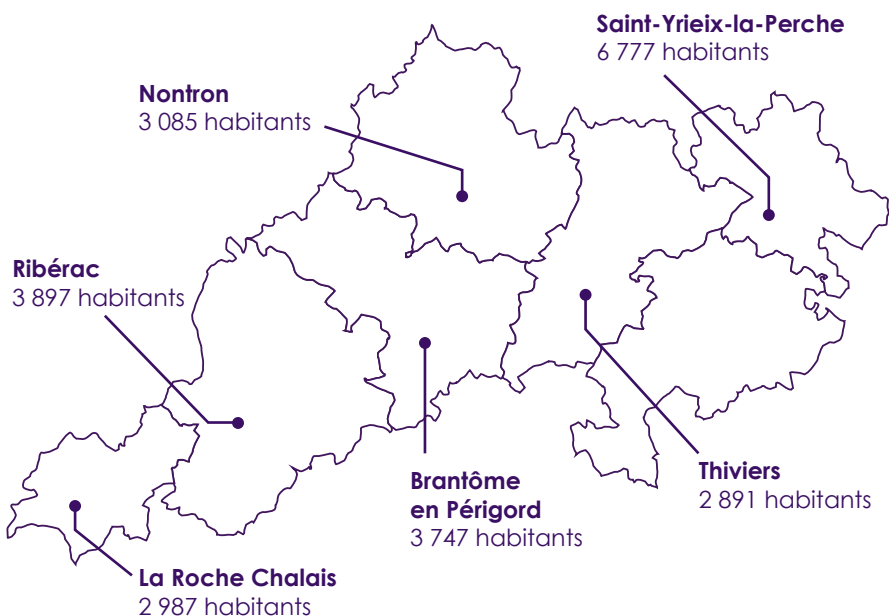 Saint-Yrieix-la-Perche
6 777 habitants
Nontron
3 085 habitants
Ribérac
3 897 habitants
Brantôme
en Périgord
3 747 habitants
Thiviers
2 891 habitants
La Roche Chalais
2 987 habitants